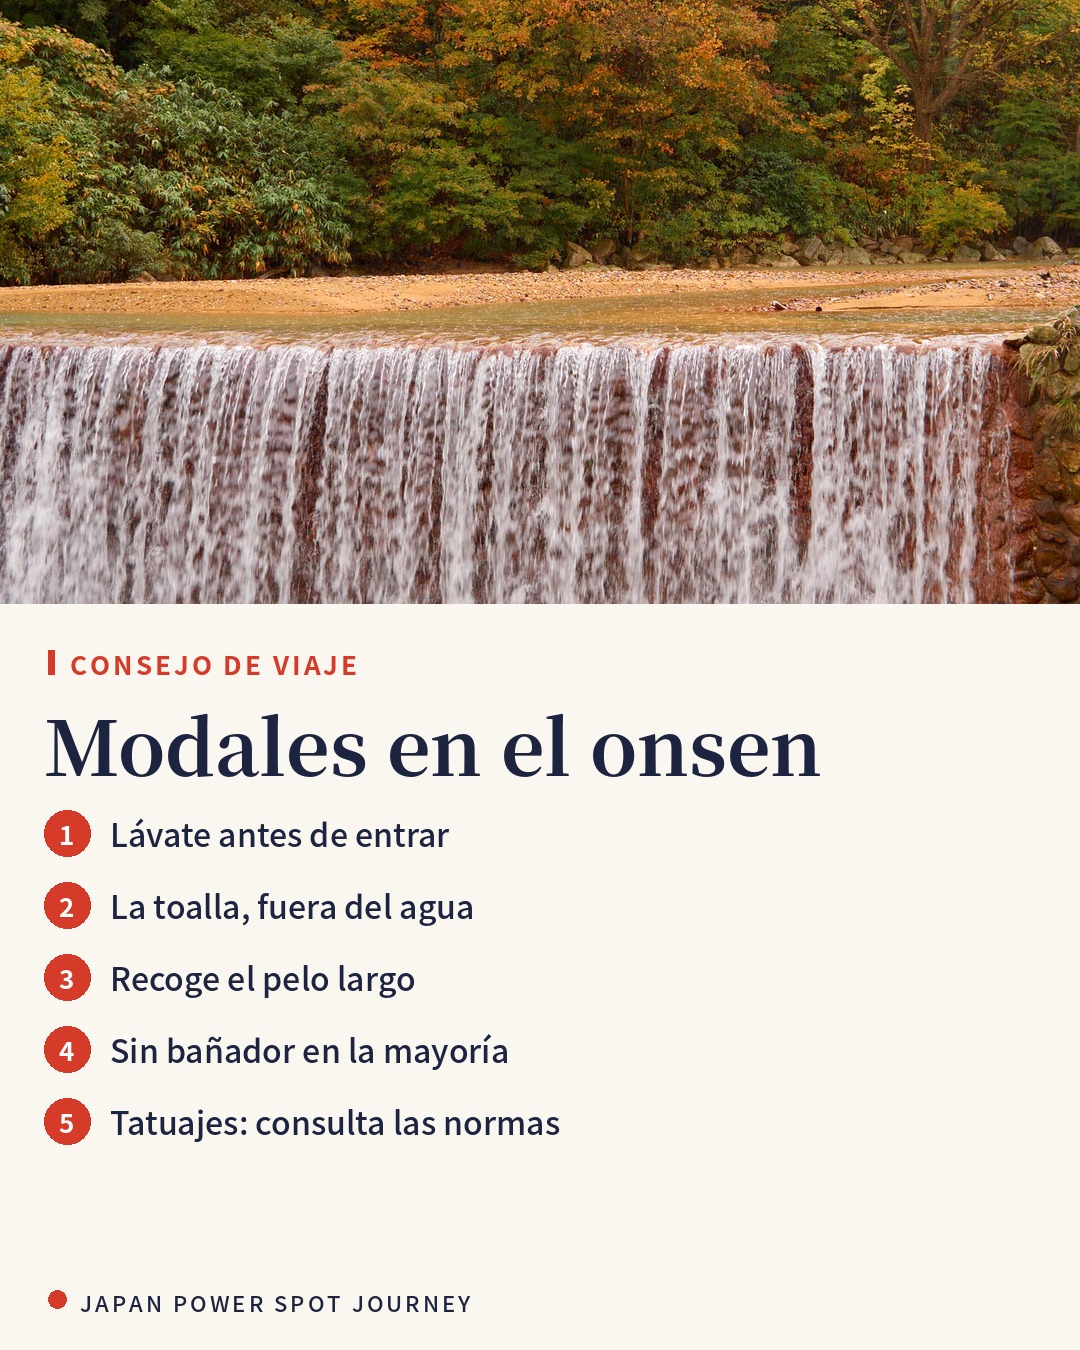 CONSEJO DE VIAJE
Modales en el onsen
1 Lávate antes de entrar
2 La toalla, fuera del agua
3 Recoge el pelo largo
4 Sin bañador en la mayoría
5 Tatuajes: consulta las normas
JAPAN POWER SPOT JOURNEY